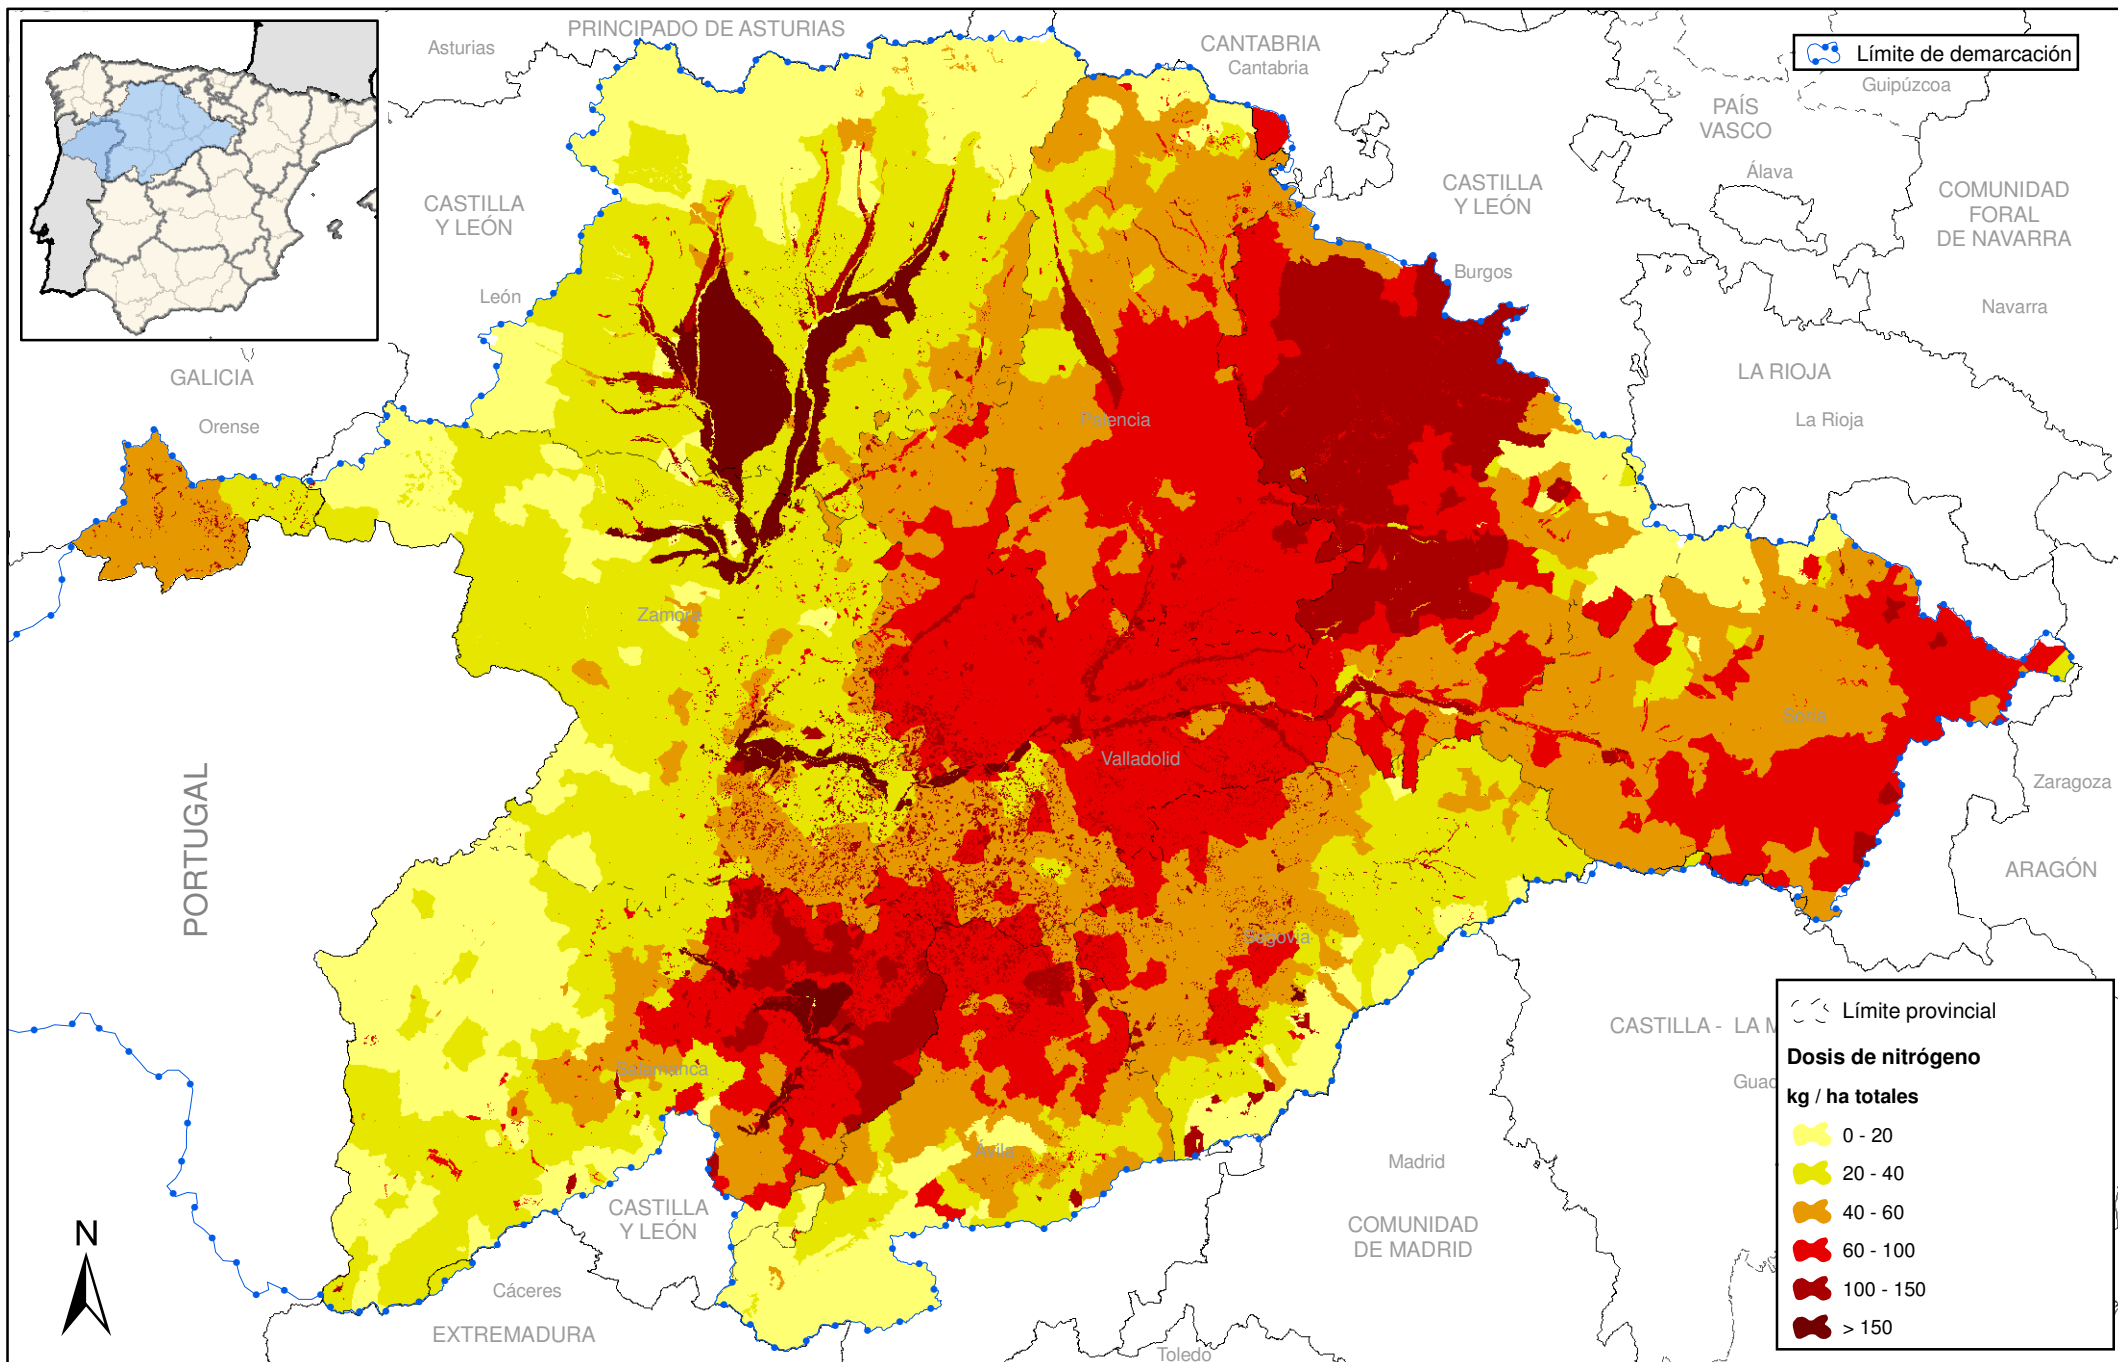 PRINCIPADO DE ASTURIAS
Asturias
CANTABRIA
Cantabria
Límite de demarcación
Guipúzcoa
PAÍS
VASCO
Álava
CASTILLA
Y LEÓN
CASTILLA
Y LEÓN
COMUNIDAD
FORAL
DE NAVARRA
Burgos
León
Navarra
GALICIA
Orense
LA RIOJA
La Rioja
Palencia
Zamora
Soria
Valladolid
Zaragoza
PORTUGAL
ARAGÓN
Segovia
CASTILLA - LA M
Guad
Salamanca
Ávila
Madrid
CASTILLA
Y LEÓN
COMUNIDAD
DE MADRID
N
Cáceres
EXTREMADURA
Toledo
Límite provincial
Dosis de nitrógeno
kg / ha totales
0 - 20
20 - 40
40 - 60
60 - 100
100 - 150
> 150